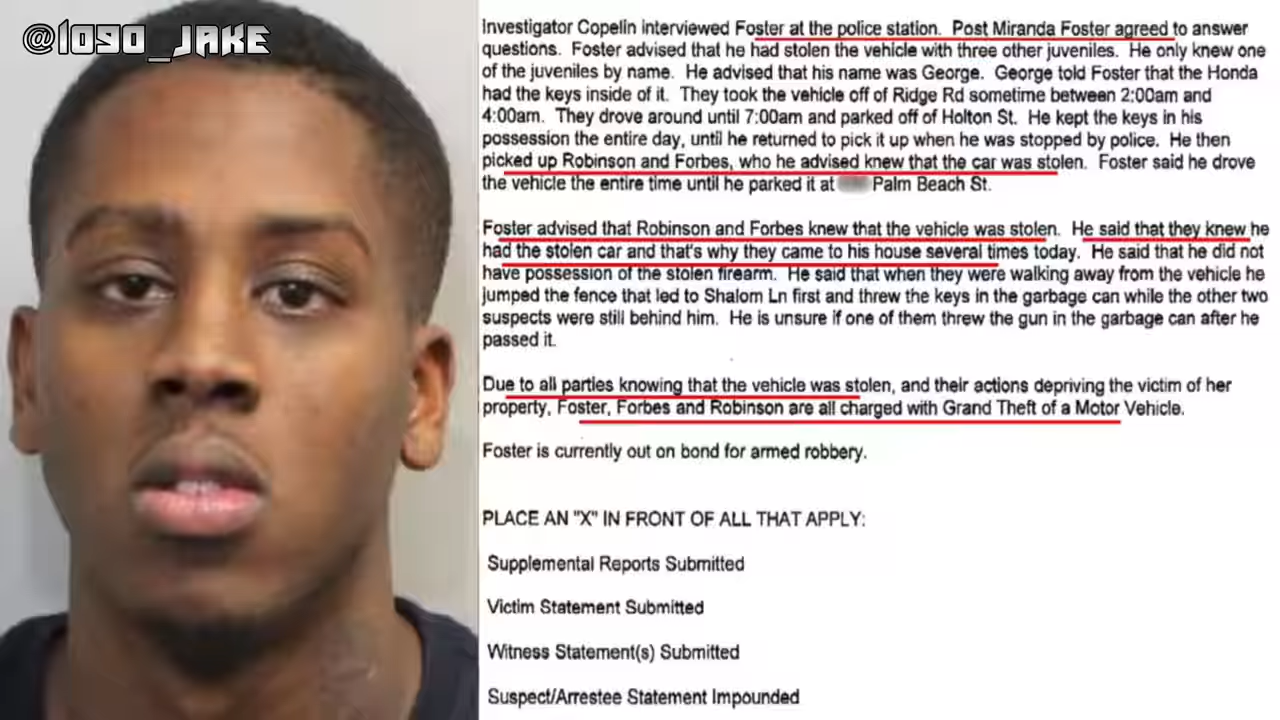 @1090_JAKE
Investigator Copelin interviewed Foster at the police station. Post Miranda Foster agreed to answer
questions. Foster advised that he had stolen the vehicle with three other juveniles. He only knew one
of the juveniles by name. He advised that his name was George. George told Foster that the Honda
had the keys inside of it. They took the vehicle off of Ridge Rd sometime between 2:00am and
4:00am. They drove around until 7:00am and parked off of Holton St. He kept the keys in his
possession the entire day, until he returned to pick it up when he was stopped by police. He then
picked up Robinson and Forbes, who he advised knew that the car was stolen. Foster said he drove
the vehicle the entire time until he parked it at Palm Beach St.
Foster advised that Robinson and Forbes knew that the vehicle was stolen. He said that they knew he
had the stolen car and that's why they came to his house several times today. He said that he did not
have possession of the stolen firearm. He said that when they were walking away from the vehicle he
jumped the fence that led to Shalom Ln first and threw the keys in the garbage can while the other two
suspects were still behind him. He is unsure if one of them threw the gun in the garbage can after he
passed it.
Due to all parties knowing that the vehicle was stolen, and their actions depriving the victim of her
property, Foster, Forbes and Robinson are all charged with Grand Theft of a Motor Vehicle.
Foster is currently out on bond for armed robbery.
PLACE AN "X" IN FRONT OF ALL THAT APPLY:
Supplemental Reports Submitted
Victim Statement Submitted
Witness Statement(s) Submitted
Suspect/Arrestee Statement Impounded